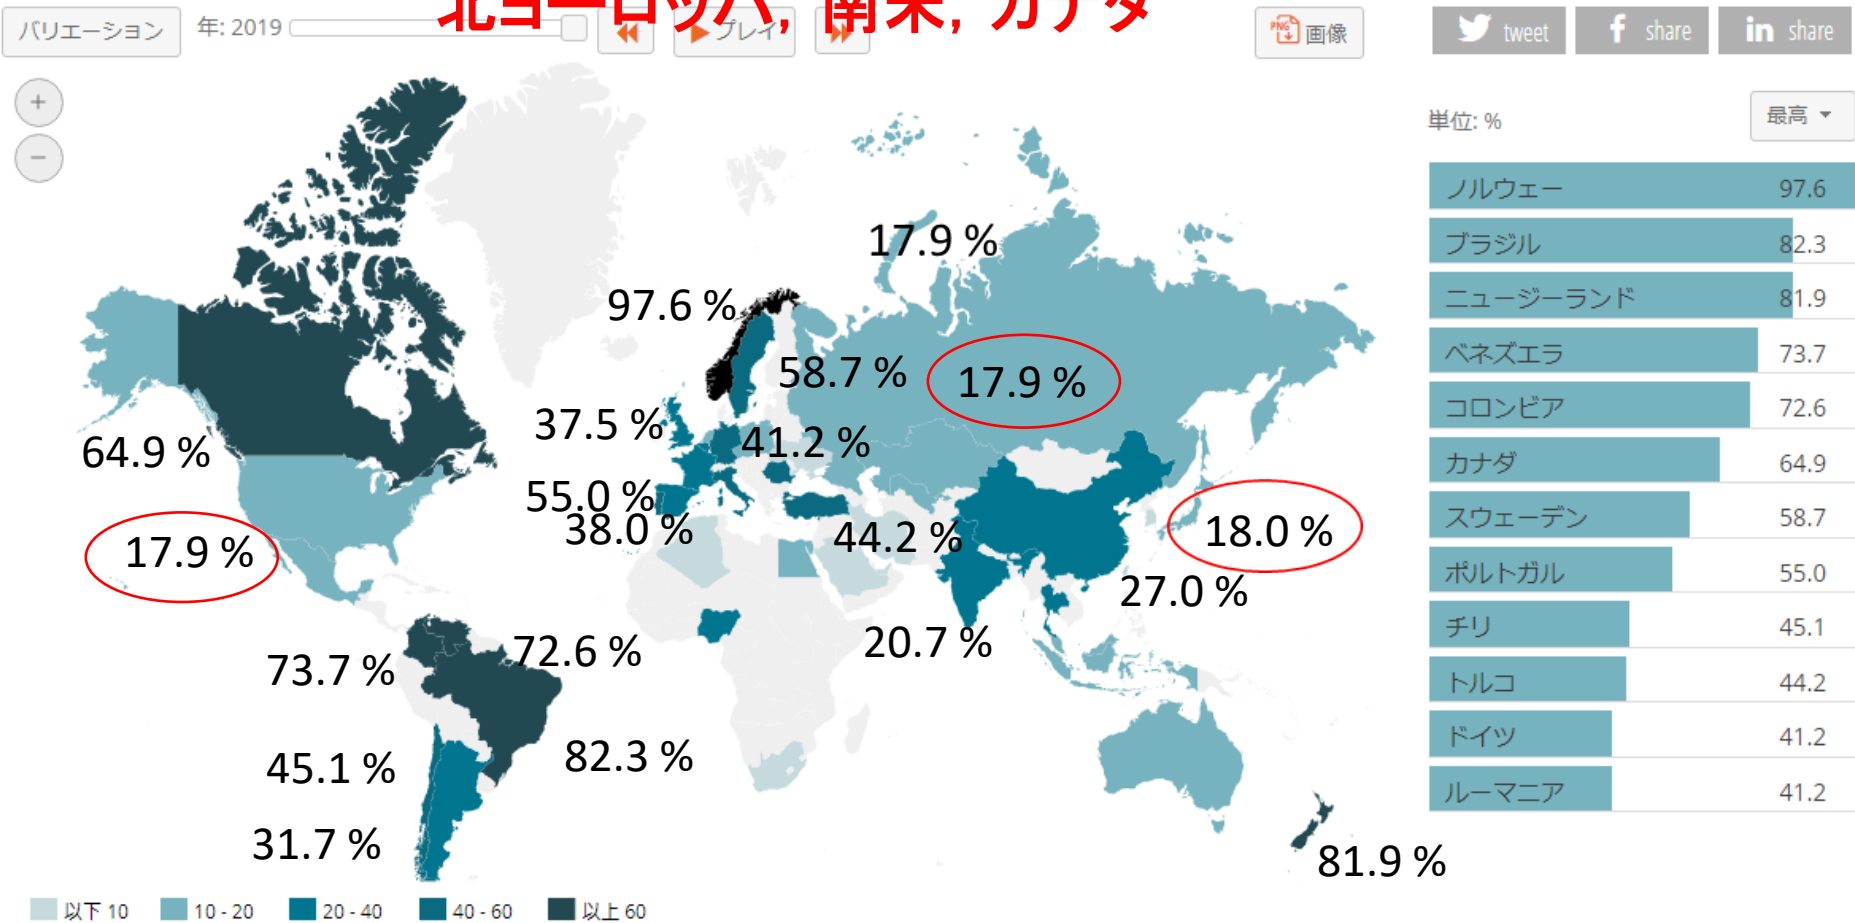 北ヨーロッパ，南米，カナダ
バリエーション
年: 2019
プレイ
PNG
画像
tweet
share
in share
+
−
単位: %
最高
ノルウェー 97.6
ブラジル 82.3
ニュージーランド 81.9
ベネズエラ 73.7
コロンビア 72.6
カナダ 64.9
スウェーデン 58.7
ポルトガル 55.0
チリ 45.1
トルコ 44.2
ドイツ 41.2
ルーマニア 41.2
17.9 %
97.6 %
58.7 %
17.9 %
37.5 %
41.2 %
64.9 %
55.0 %
38.0 %
44.2 %
18.0 %
17.9 %
27.0 %
20.7 %
72.6 %
73.7 %
82.3 %
45.1 %
31.7 %
81.9 %
以下 10
10 - 20
20 - 40
40 - 60
以上 60